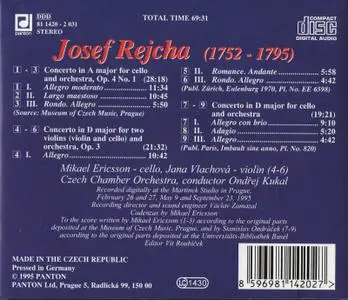 DDD
81 1420 - 2 031
STEREO
panton
TOTAL TIME 69:31
COMPACT
disc
DIGITAL AUDIO
Josef Rejcha (1752 - 1795)
1 - 3 Concerto in A major for cello and orchestra, Op. 4 No. 1 (28:18)
1 I. Allegro moderato 11:34
2 II. Largo maestoso 10:42
3 III. Rondo. Allegro 5:50
(Source: Museum of Czech Music, Prague)
4 - 6 Concerto in D major for two violins (violin and cello) and orchestra, Op. 3 (21:32)
4 I. Allegro 10:42
5 II. Romance. Andante 5:58
6 III. Rondo. Allegro 4:42
(Publ. Zürich, Eulenburg 1970, Pl. No. EE 6398)
7 - 9 Concerto in D major for cello and orchestra (19:21)
7 I. Allegro con brio 9:10
8 II. Adagio 5:21
9 III. Allegro 4:42
(Publ. Paris, Imbault sine anno, Pl. No. 820)
Mikael Ericsson - cello, Jana Vlachová - violin (4-6)
Czech Chamber Orchestra, conductor Ondřej Kukal
Recorded digitally at the Martínek Studio in Prague,
February 26 and 27, May 9 and September 23, 1995
Recording director and sound engineer Václav Zamazal
Cadenzas by Mikael Ericsson
To the score written by Mikael Ericsson (1-3) according to the original parts
deposited at the Museum of Czech Music, Prague, and by Stanislav Ondráček (7-9)
according to the original parts deposited at the Universitäts-Bibliothek Basel
Editor Vít Roubíček
MADE IN THE CZECH REPUBLIC
Pressed in Germany
© 1995 PANTON
PANTON Ltd, Prague 5, Radlická 99, 150 00
LC 1430
8 596981 142027